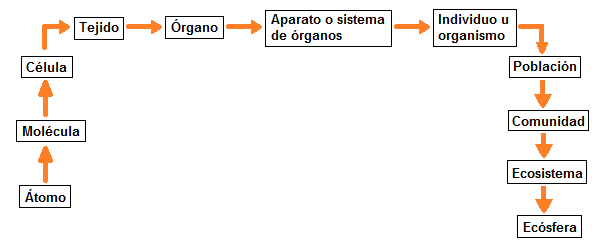 Átomo
Molécula
Célula
Tejido
Órgano
Aparato o sistema
de órganos
Individuo u
organismo
Población
Comunidad
Ecosistema
Ecósfera